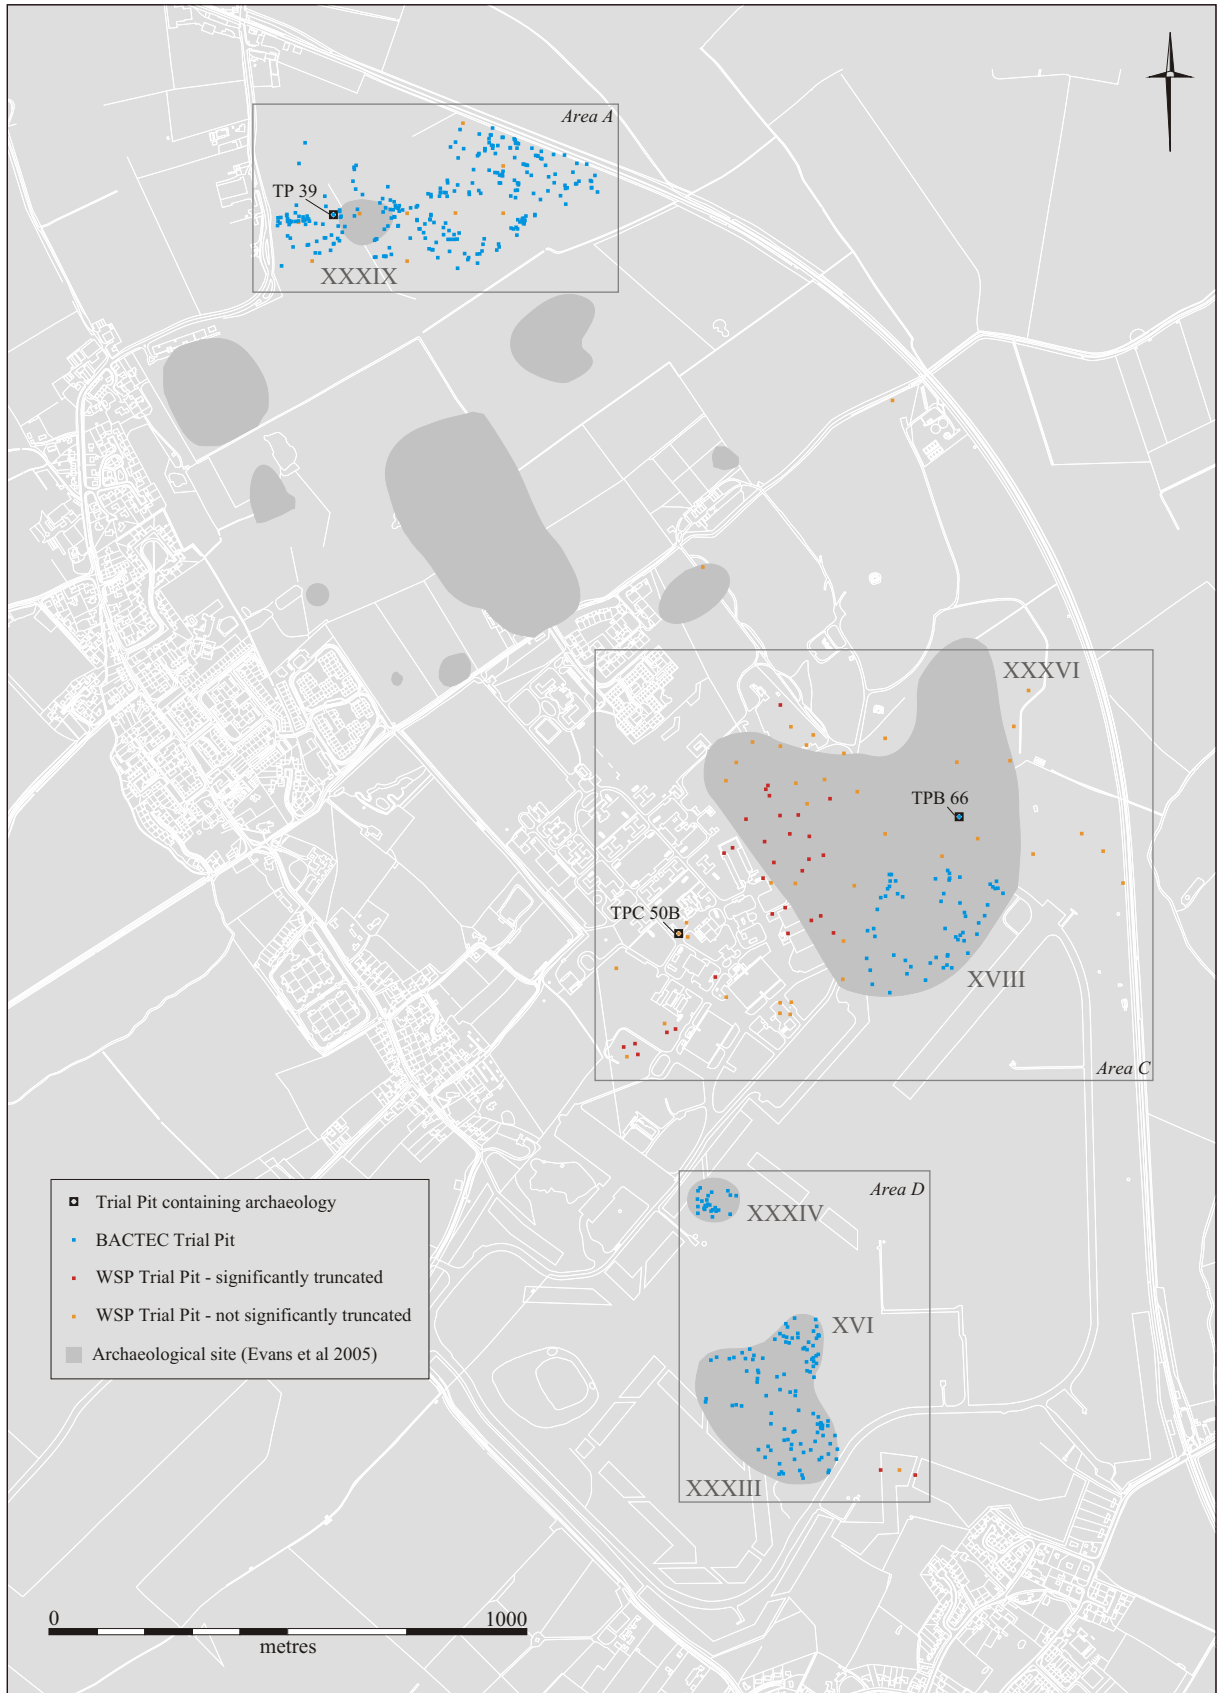 Area A
TP 39
XXXIX
XXXVI
TPB 66
TPC 50B
XVIII
Area C
Area D
XXXIV
XVI
XXXIII
Trial Pit containing archaeology
BACTEC Trial Pit
WSP Trial Pit - significantly truncated
WSP Trial Pit - not significantly truncated
Archaeological site (Evans et al 2005)
0 1000
metres